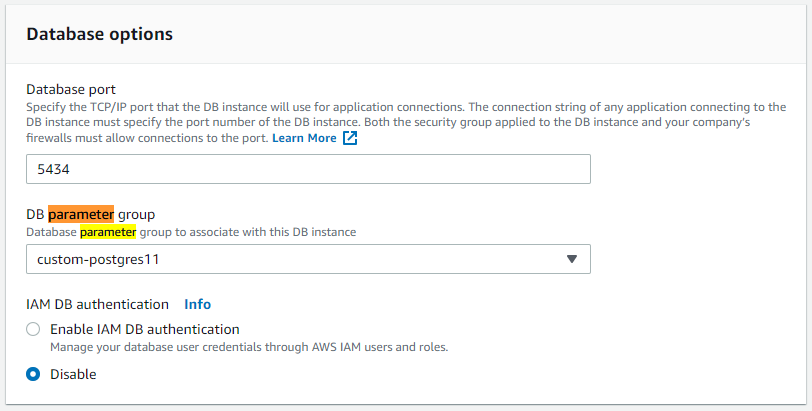 Database options
Database port
Specify the TCP/IP port that the DB instance will use for application connections. The connection string of any application connecting to the
DB instance must specify the port number of the DB instance. Both the security group applied to the DB instance and your company's
firewalls must allow connections to the port. Learn More
5434
DB parameter group
Database parameter group to associate with this DB instance
custom-postgres11
IAM DB authentication Info
Enable IAM DB authentication
Manage your database user credentials through AWS IAM users and roles.
Disable